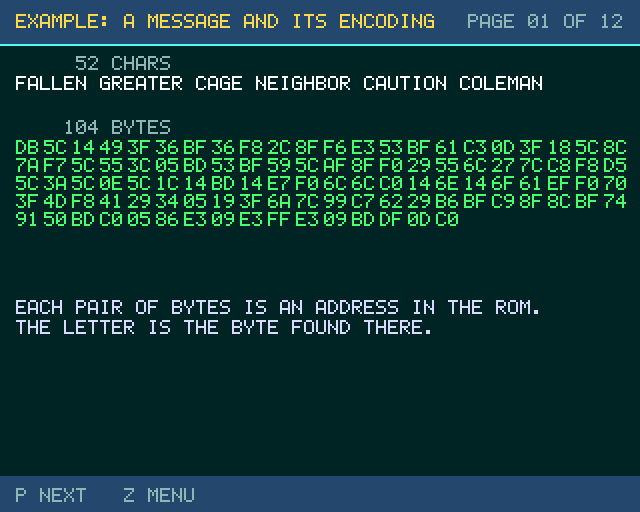 EXAMPLE: A MESSAGE AND ITS ENCODING PAGE 01 OF 12
52 CHARS
FALLEN GREATER CAGE NEIGHBOR CAUTION COLEMAN
104 BYTES
DB 5C 14 49 3F 36 BF 36 F8 2C 8F F6 E3 53 BF 61 C3 0D 3F 18 5C 8C
7A F7 5C 55 3C 05 BD 53 BF 59 5C AF 8F F0 29 55 6C 27 7C C8 F8 D5
5C 3A 5C 0E 5C 1C 14 BD 14 E7 F0 6C 6C C0 14 6E 14 6F 61 EF F0 70
3F 4D F8 41 29 34 05 19 3F 6A 7C 99 C7 62 29 B6 BF C9 8F 8C BF 74
91 50 BD C0 05 86 E3 09 E3 FF E3 09 BD DF 0D C0
EACH PAIR OF BYTES IS AN ADDRESS IN THE ROM.
THE LETTER IS THE BYTE FOUND THERE.
P NEXT Z MENU